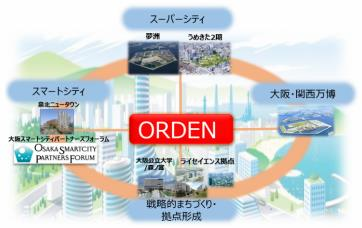 スーパーシティ
夢洲
うめきた2期
スマートシティ
泉北ニュータウン
大阪スマートシティパートナーズフォーラム
OSAKA SMARTCITY
PARTNERS FORUM
大阪・関西万博
ORDEN
大阪公立大学
/森ノ宮
ライセイエンス拠点
戦略的まちづくり・
拠点形成